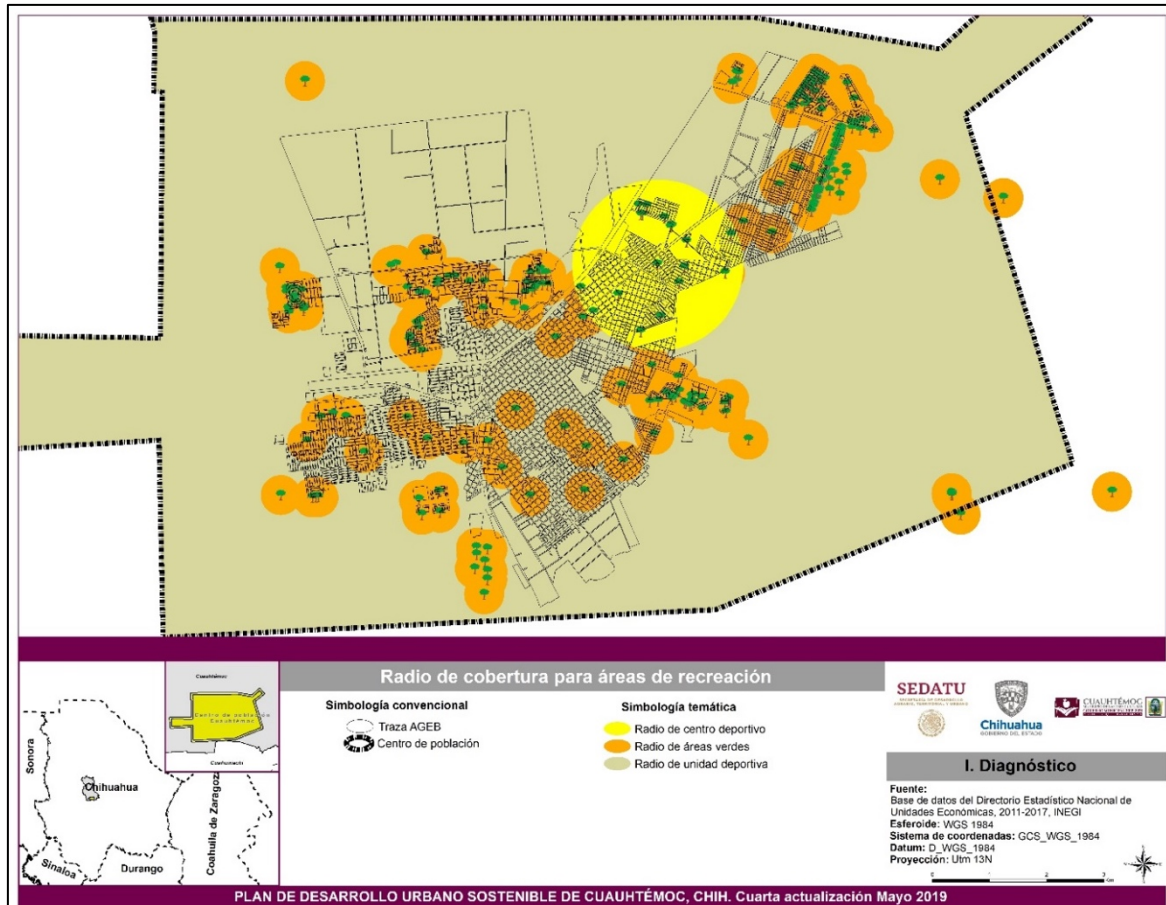 Radio de cobertura para áreas de recreación
Simbología convencional
Traza AGEB
Centro de población
Simbología temática
Radio de centro deportivo
Radio de áreas verdes
Radio de unidad deportiva
Cuauhtémoc
Centro de población
Cuauhtémoc
Sonora
Chihuahua
Coahuila de Zaragoza
Sinaloa
Durango
SEDATU
Chihuahua
GOBIERNO DEL ESTADO
CUAUHTÉMOC
I. Diagnóstico
Fuente:
Base de datos del Directorio Estadístico Nacional de
Unidades Económicas, 2011-2017, INEGI
Esferoide: WGS 1984
Sistema de coordenadas: GCS_WGS_1984
Datum: D_WGS_1984
Proyección: Utm 13N
0 1 2
PLAN DE DESARROLLO URBANO SOSTENIBLE DE CUAUHTÉMOC, CHIH. Cuarta actualización Mayo 2019